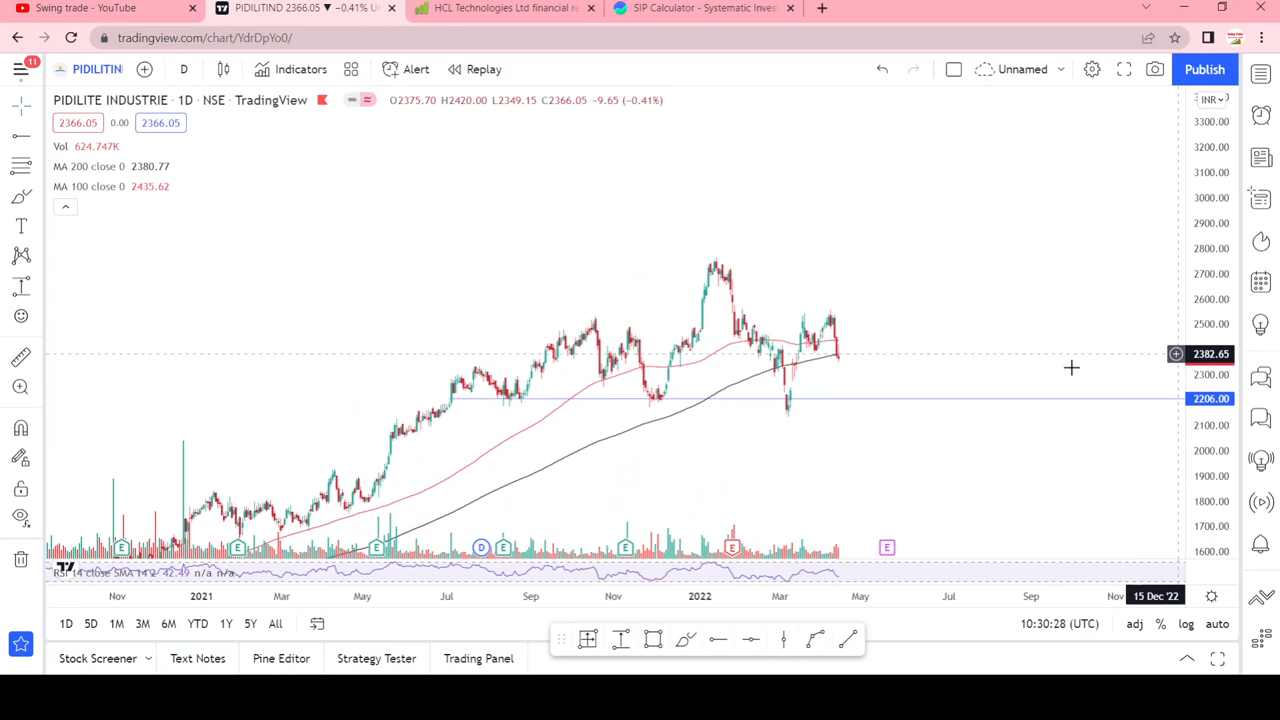 Swing trade - YouTube
PIDILITIND 2366.05 ▼ −0.41% Un
HCL Technologies Ltd financial re
SIP Calculator - Systematic Invest
tradingview.com/chart/YdrDpYo0/
11
PIDILITIN
D
Indicators
Alert
Replay
Unnamed
Publish
PIDILITE INDUSTRIE · 1D · NSE · TradingView
O2375.70 H2420.00 L2349.15 C2366.05 −9.65 (−0.41%)
INR
2366.05
0.00
2366.05
Vol 624.747K
MA 200 close 0 2380.77
MA 100 close 0 2435.62
3300.00
3200.00
3100.00
3000.00
2900.00
2800.00
2700.00
2600.00
2500.00
2400.00
2382.65
2300.00
2206.00
2100.00
2000.00
1900.00
1800.00
1700.00
1600.00
E
E
E
D
E
E
E
E
RSI 14 close SMA 14 2 42.49 n/a n/a
Nov
2021
Mar
May
Jul
Sep
Nov
2022
Mar
May
Jul
Sep
Nov
15 Dec '22
1D
5D
1M
3M
6M
YTD
1Y
5Y
All
10:30:28 (UTC)
adj
%
log
auto
Stock Screener
Text Notes
Pine Editor
Strategy Tester
Trading Panel